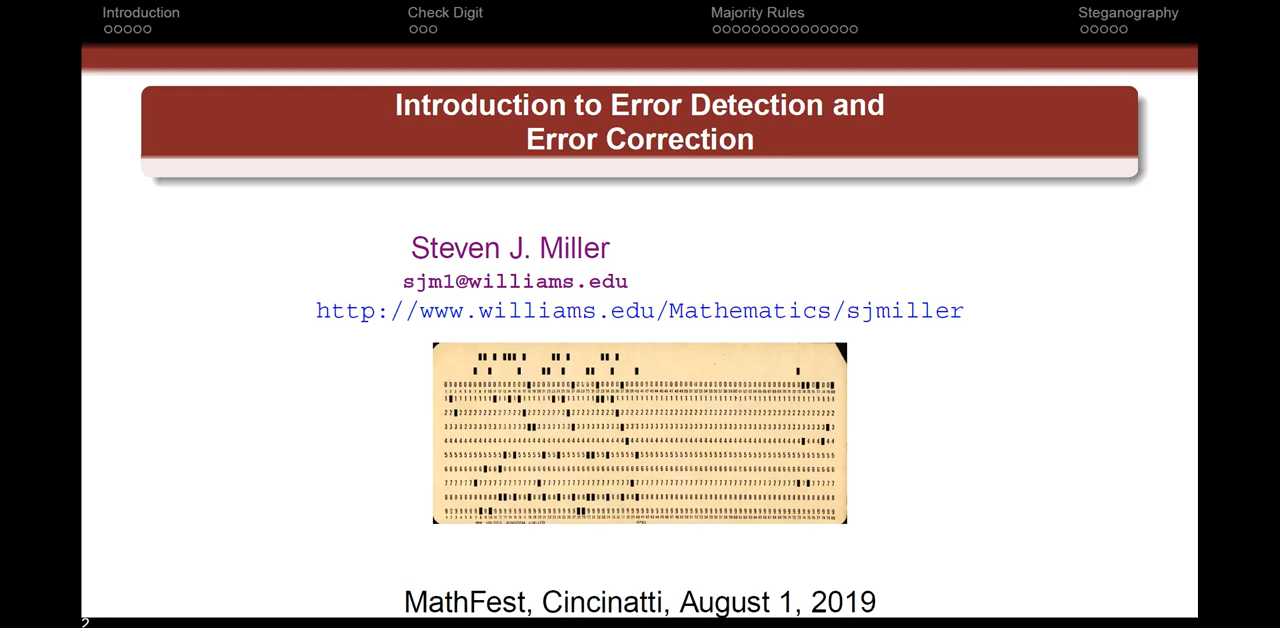 Introduction
Check Digit
Majority Rules
Steganography
Introduction to Error Detection and
Error Correction
Steven J. Miller
sjm1@williams.edu
http://www.williams.edu/Mathematics/sjmiller
MathFest, Cincinatti, August 1, 2019
2